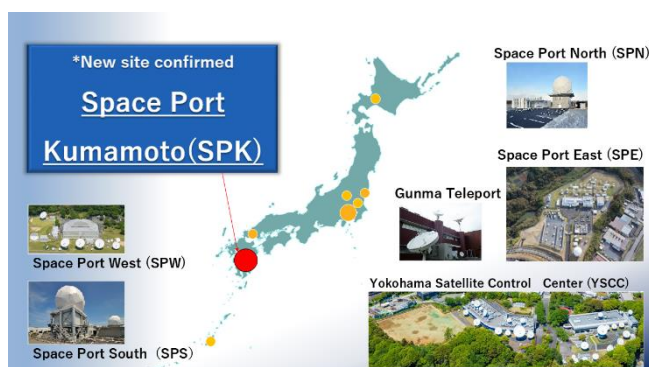 *New site confirmed
Space Port
Kumamoto(SPK)
Space Port North (SPN)
Space Port East (SPE)
Gunma Teleport
Space Port West (SPW)
Yokohama Satellite Control Center (YSCC)
Space Port South (SPS)